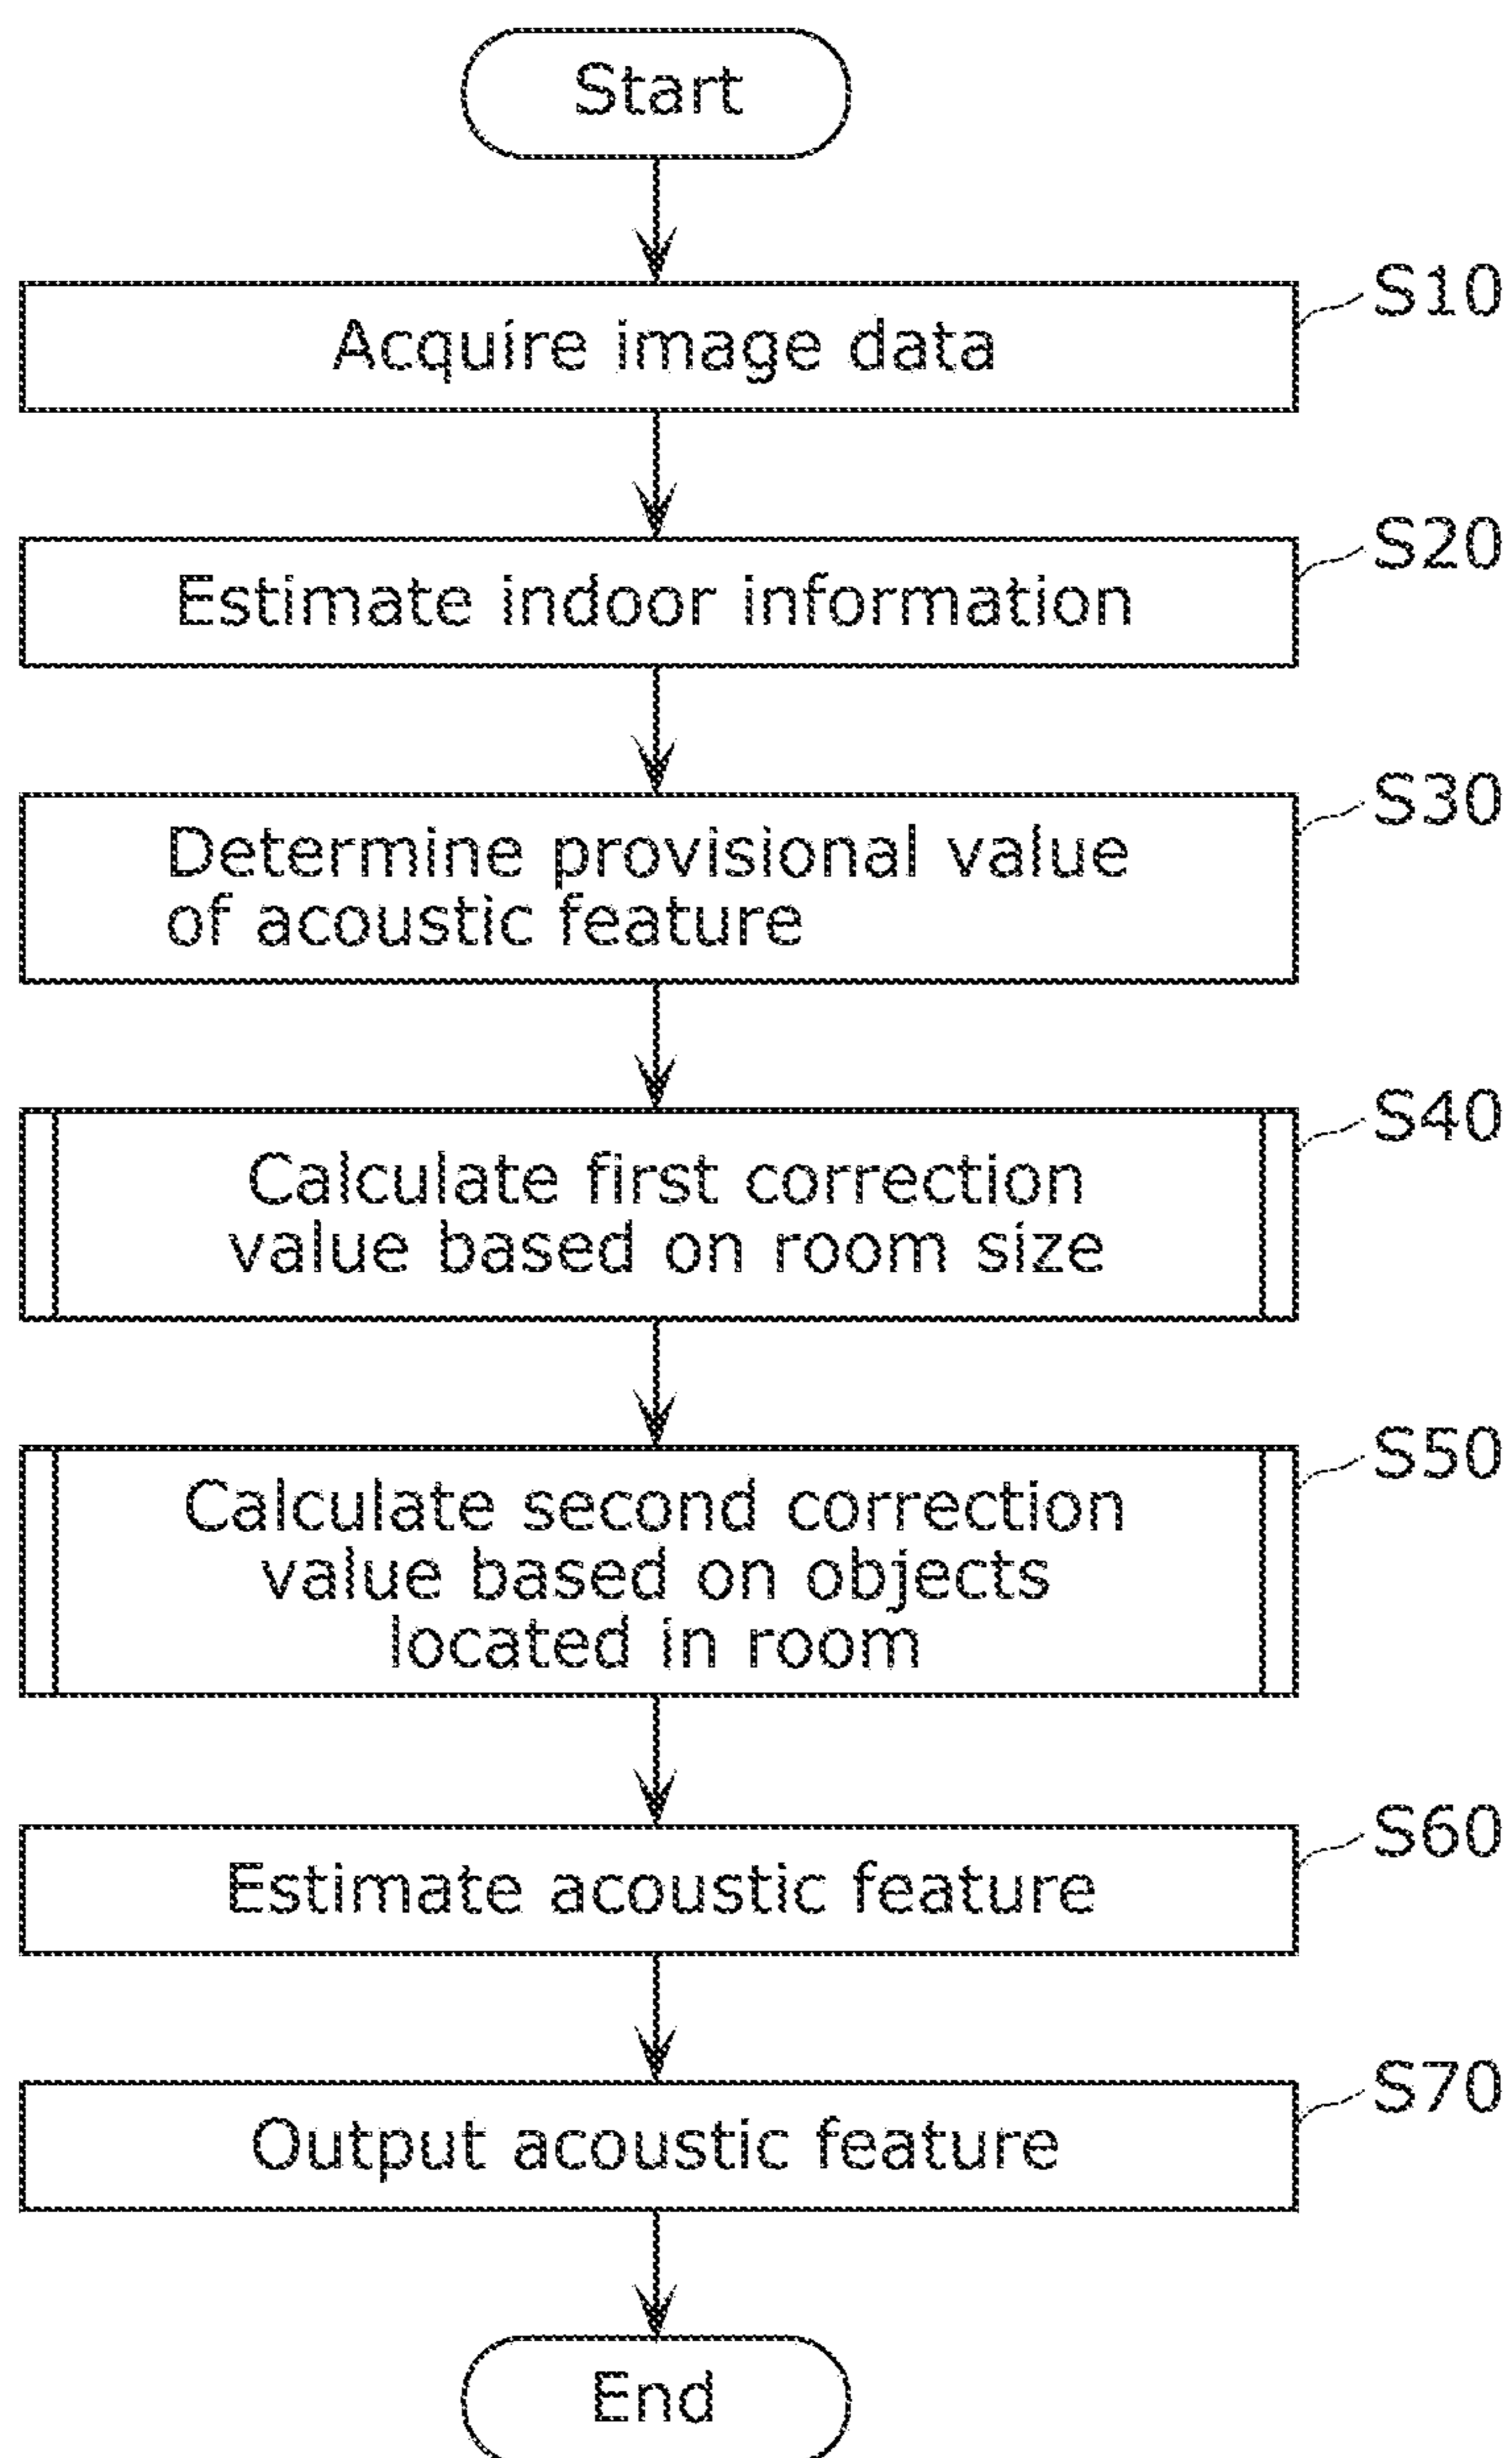 Start
S10
Acquire image data
S20
Estimate indoor information
S30
Determine provisional value
of acoustic feature
S40
Calculate first correction
value based on room size
S50
Calculate second correction
value based on objects
located in room
S60
Estimate acoustic feature
S70
Output acoustic feature
End